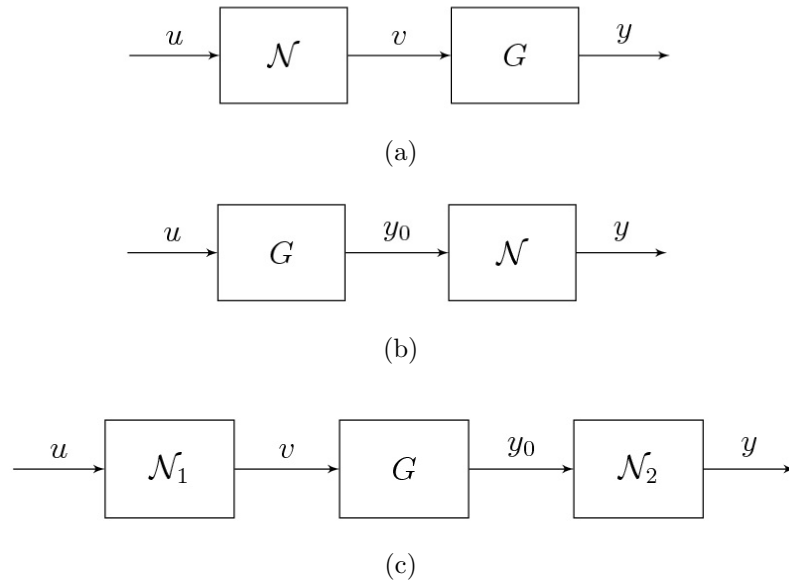 u 𝒩 v G y
(a)
u G y₀ 𝒩 y
(b)
u 𝒩₁ v G y₀ 𝒩₂ y
(c)